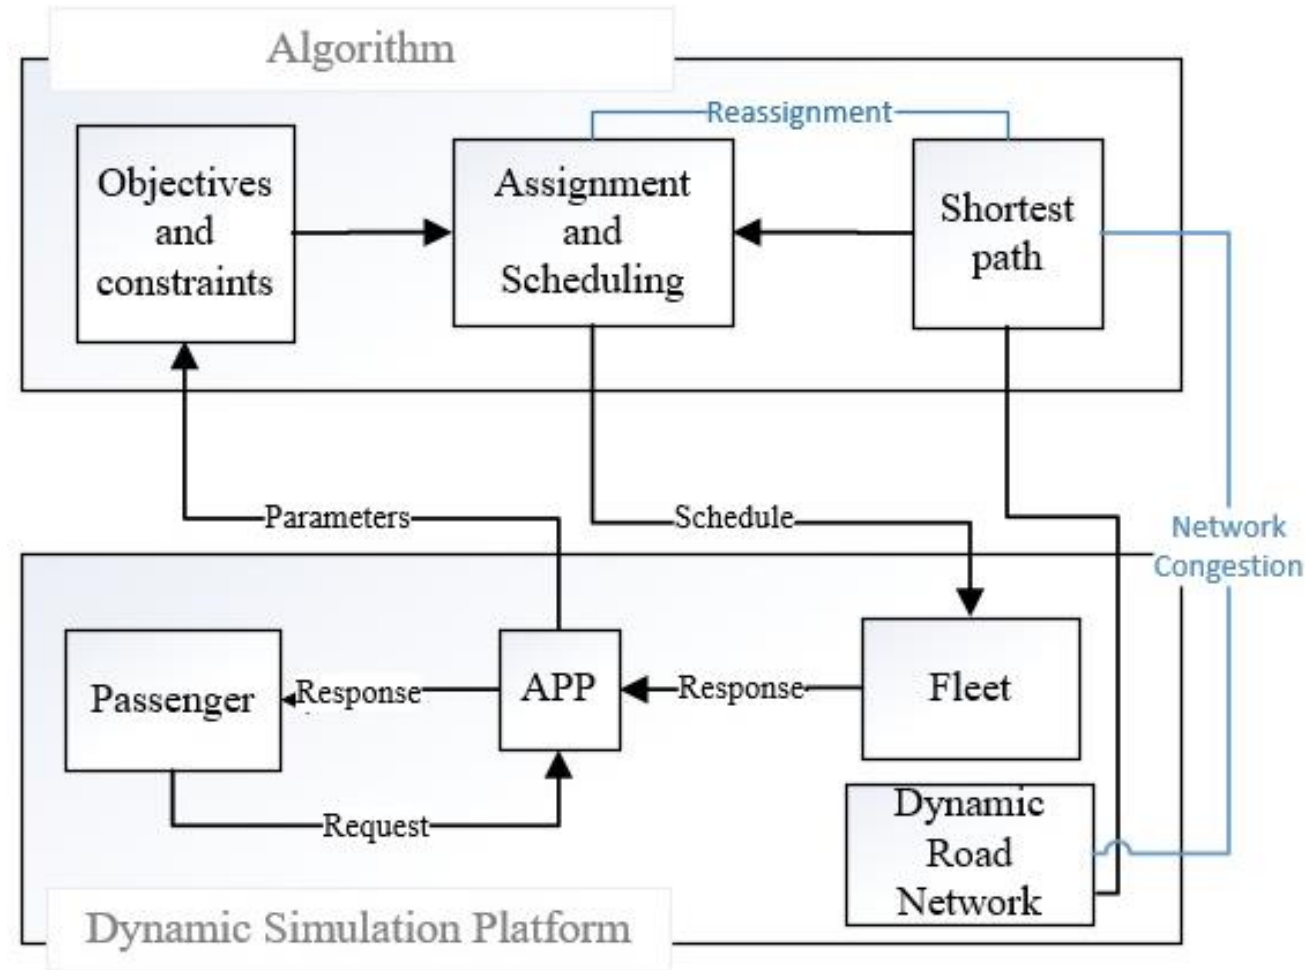 Algorithm
Reassignment
Objectives
and
constraints
Assignment
and
Scheduling
Shortest
path
Parameters
Schedule
Network
Congestion
Passenger
Response
APP
Response
Fleet
Request
Dynamic
Road
Network
Dynamic Simulation Platform